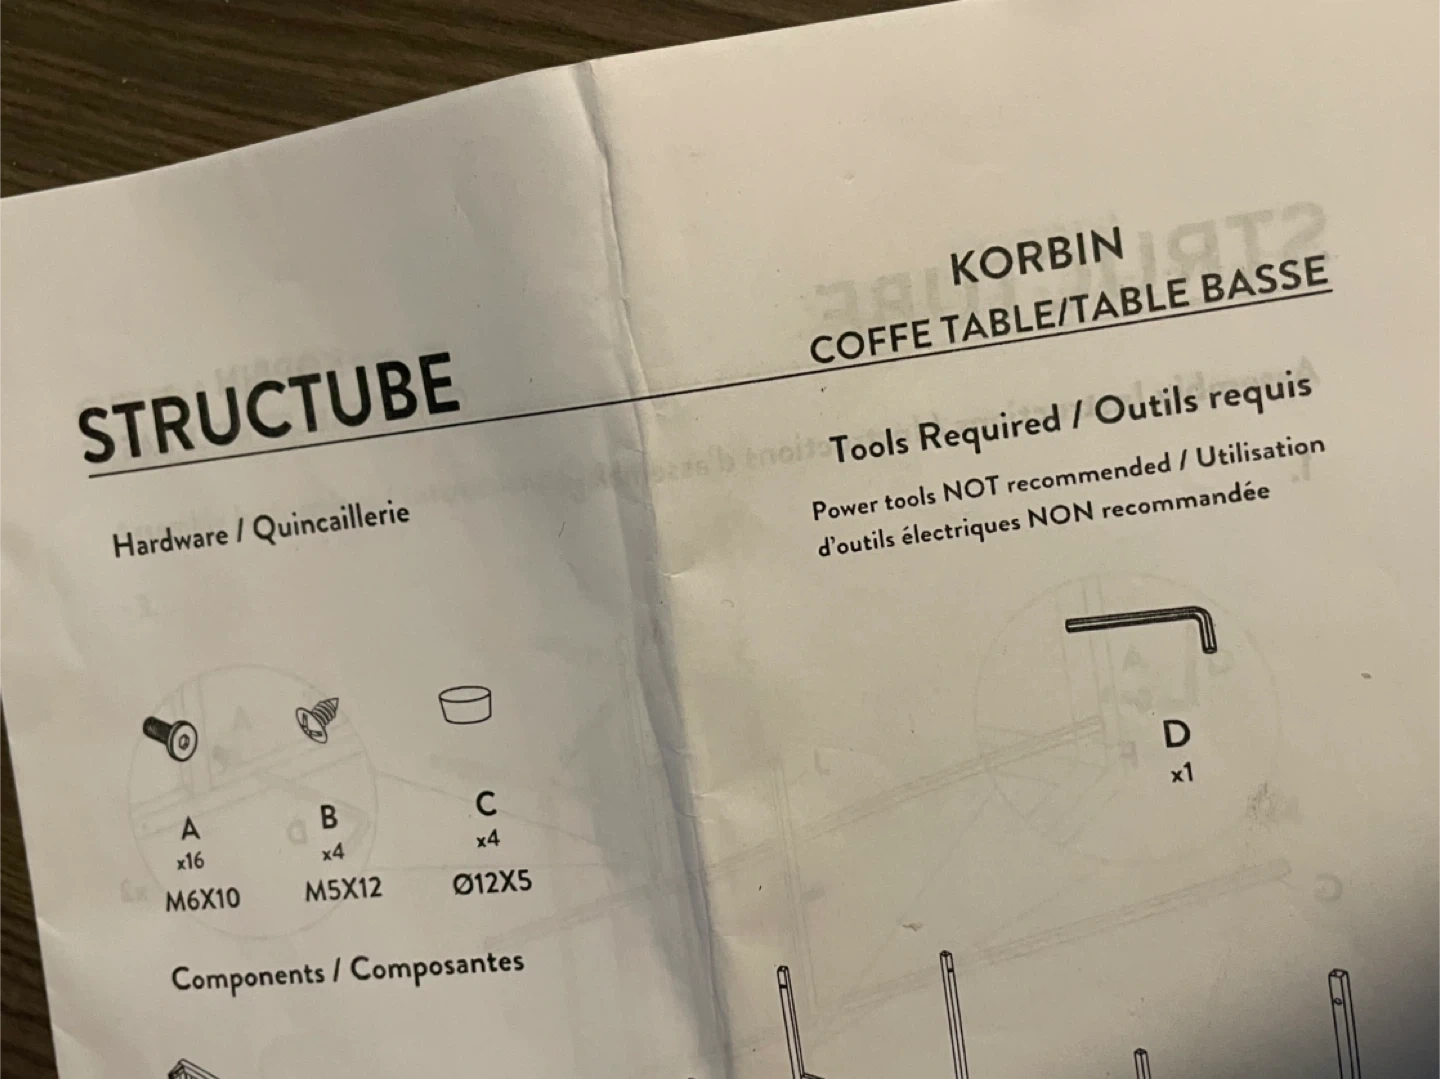 STRUCTUBE
KORBIN
COFFE TABLE/TABLE BASSE
Hardware / Quincaillerie
Tools Required / Outils requis
Power tools NOT recommended / Utilisation
d'outils électriques NON recommandée
A
x16
M6X10
B
x4
M5X12
C
x4
Ø12X5
D
x1
Components / Composantes